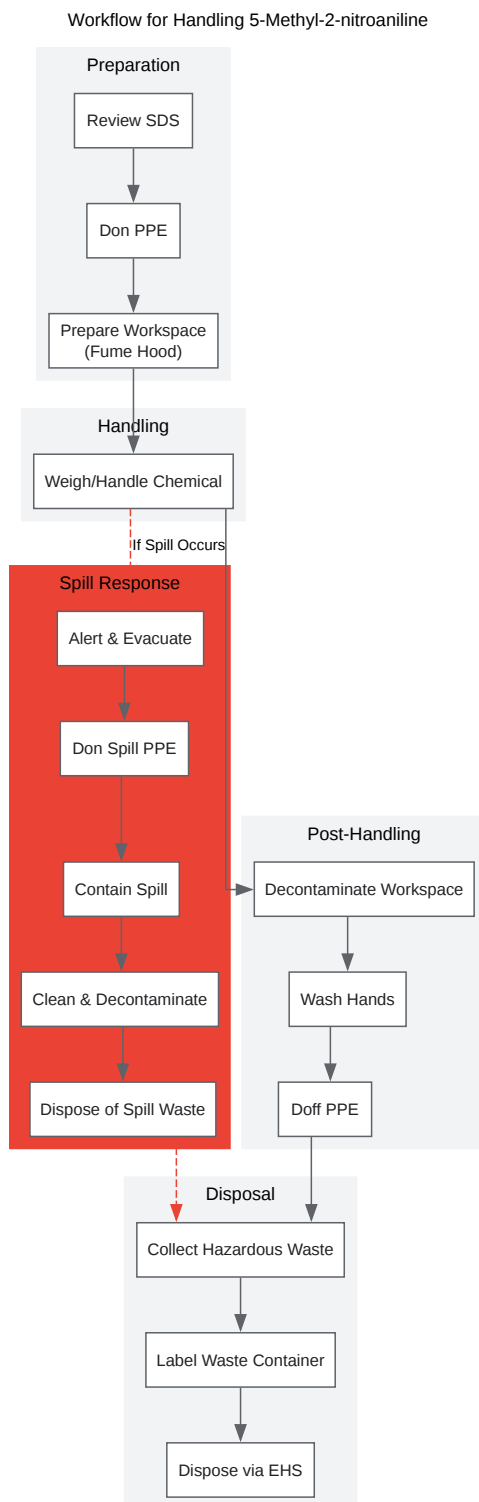 Workflow for Handling 5-Methyl-2-nitroaniline
Preparation
Review SDS
Don PPE
Prepare Workspace
(Fume Hood)
Handling
Weigh/Handle Chemical
If Spill Occurs
Spill Response
Alert & Evacuate
Don Spill PPE
Contain Spill
Clean & Decontaminate
Dispose of Spill Waste
Post-Handling
Decontaminate Workspace
Wash Hands
Doff PPE
Disposal
Collect Hazardous Waste
Label Waste Container
Dispose via EHS